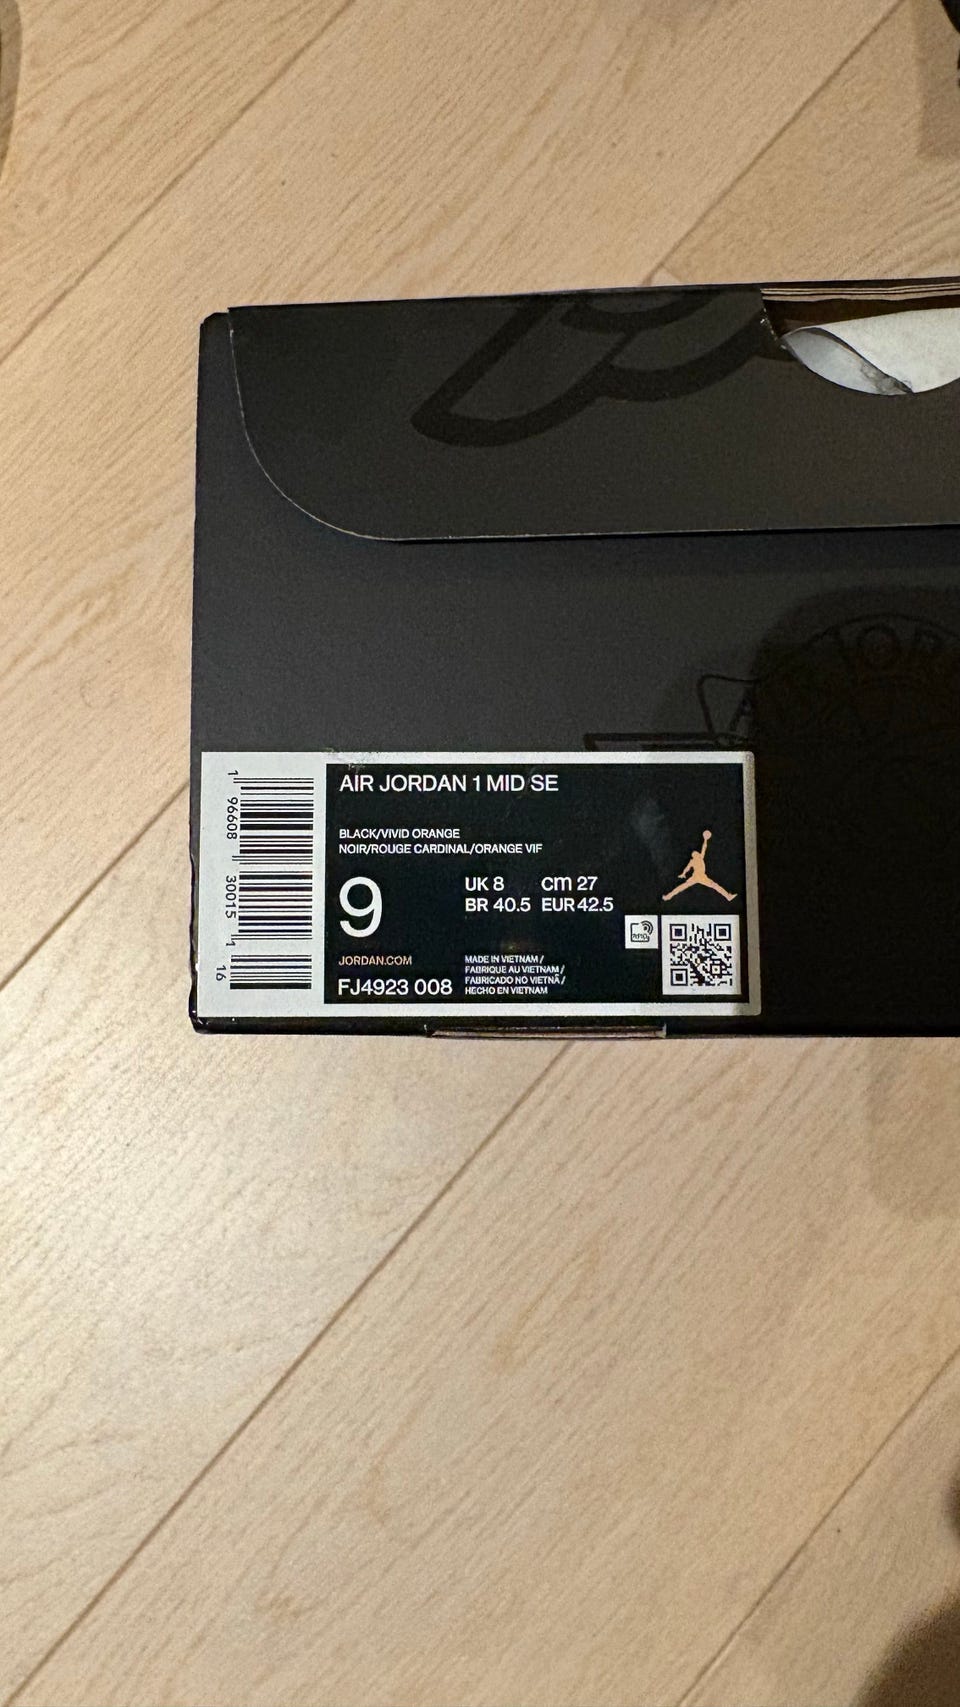 AIR JORDAN 1 MID SE
BLACK/VIVID ORANGE
NOIR/ROUGE CARDINAL/ORANGE VIF
9
UK 8 cm 27
BR 40.5 EUR 42.5
JORDAN.COM
FJ4923 008
MADE IN VIETNAM /
FABRIQUE AU VIETNAM /
FABRICADO NO VIETNÃ /
HECHO EN VIETNAM
1 96608 30015 1 16